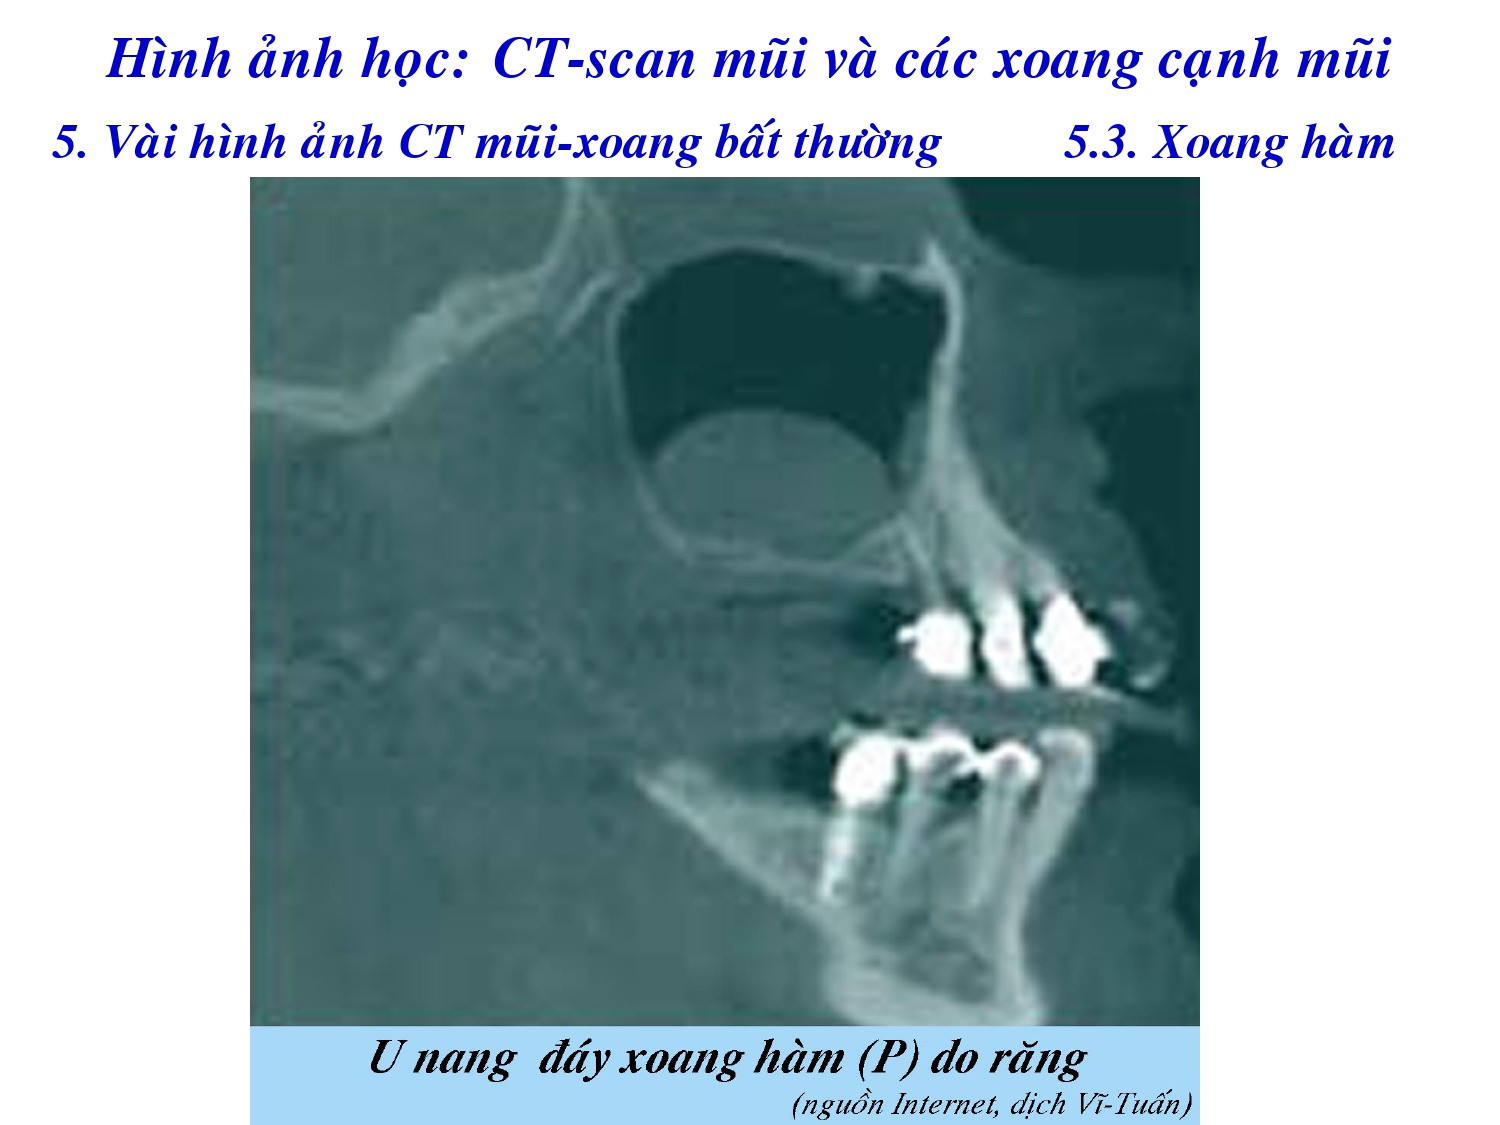 Hình ảnh học: CT-scan mũi và các xoang cạnh mũi
5. Vài hình ảnh CT mũi-xoang bất thường 5.3. Xoang hàm
U nang đáy xoang hàm (P) do răng
(nguồn Internet, dịch Vĩ-Tuấn)